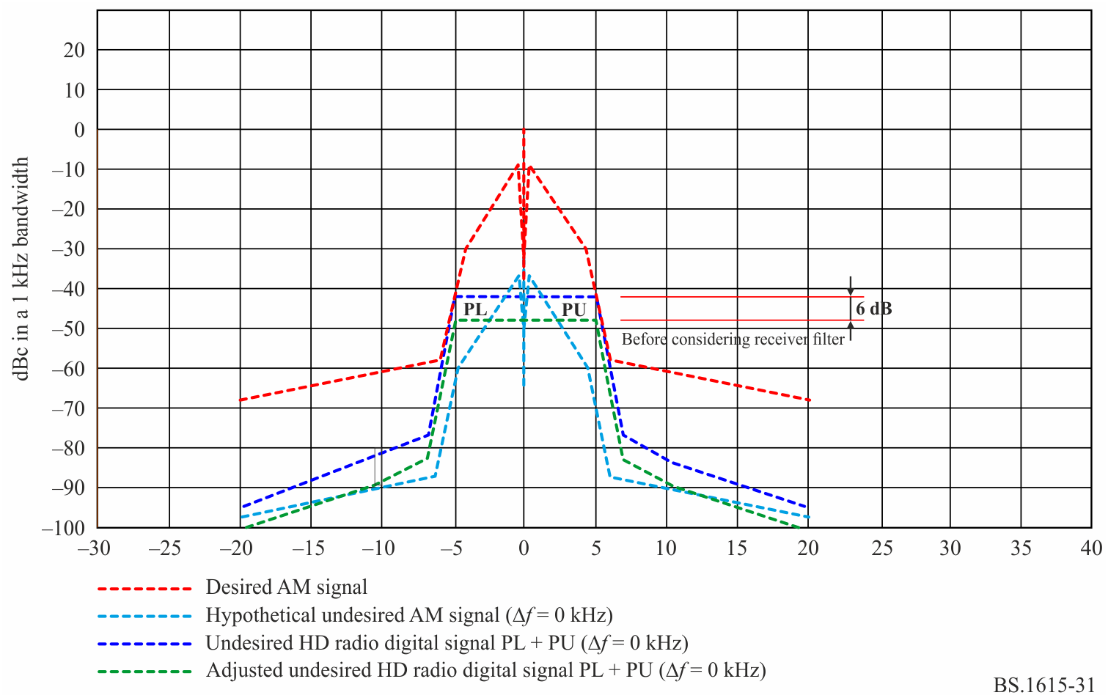 20
10
0
–10
–20
–30
–40
–50
–60
–70
–80
–90
–100
dBc in a 1 kHz bandwidth
PL PU
6 dB
Before considering receiver filter
–30 –25 –20 –15 –10 –5 0 5 10 15 20 25 30 35 40
Desired AM signal
Hypothetical undesired AM signal (Δf = 0 kHz)
Undesired HD radio digital signal PL + PU (Δf = 0 kHz)
Adjusted undesired HD radio digital signal PL + PU (Δf = 0 kHz)
BS.1615-31